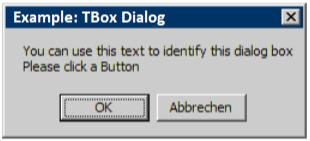 Example: TBox Dialog
You can use this text to identify this dialog box
Please click a Button
OK
Abbrechen